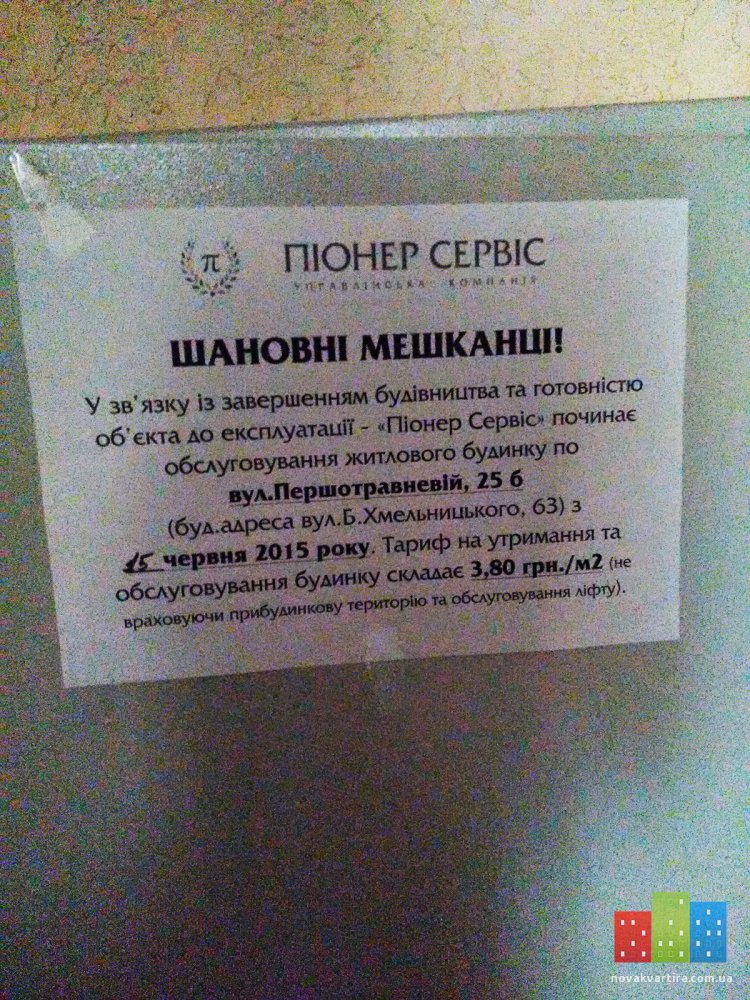 π ПІОНЕР СЕРВІС
УПРАВЛІНСЬКА КОМПАНІЯ
ШАНОВНІ МЕШКАНЦІ!
У зв'язку із завершенням будівництва та готовністю
об'єкта до експлуатації - «Піонер Сервіс» починає
обслуговування житлового будинку по
вул.Першотравневій, 25 б
(буд.адреса вул.Б.Хмельницького, 63) з
15 червня 2015 року. Тариф на утримання та
обслуговування будинку складає 3,80 грн./м2 (не
враховуючи прибудинкову територію та обслуговування ліфту).
novakvartira.com.ua